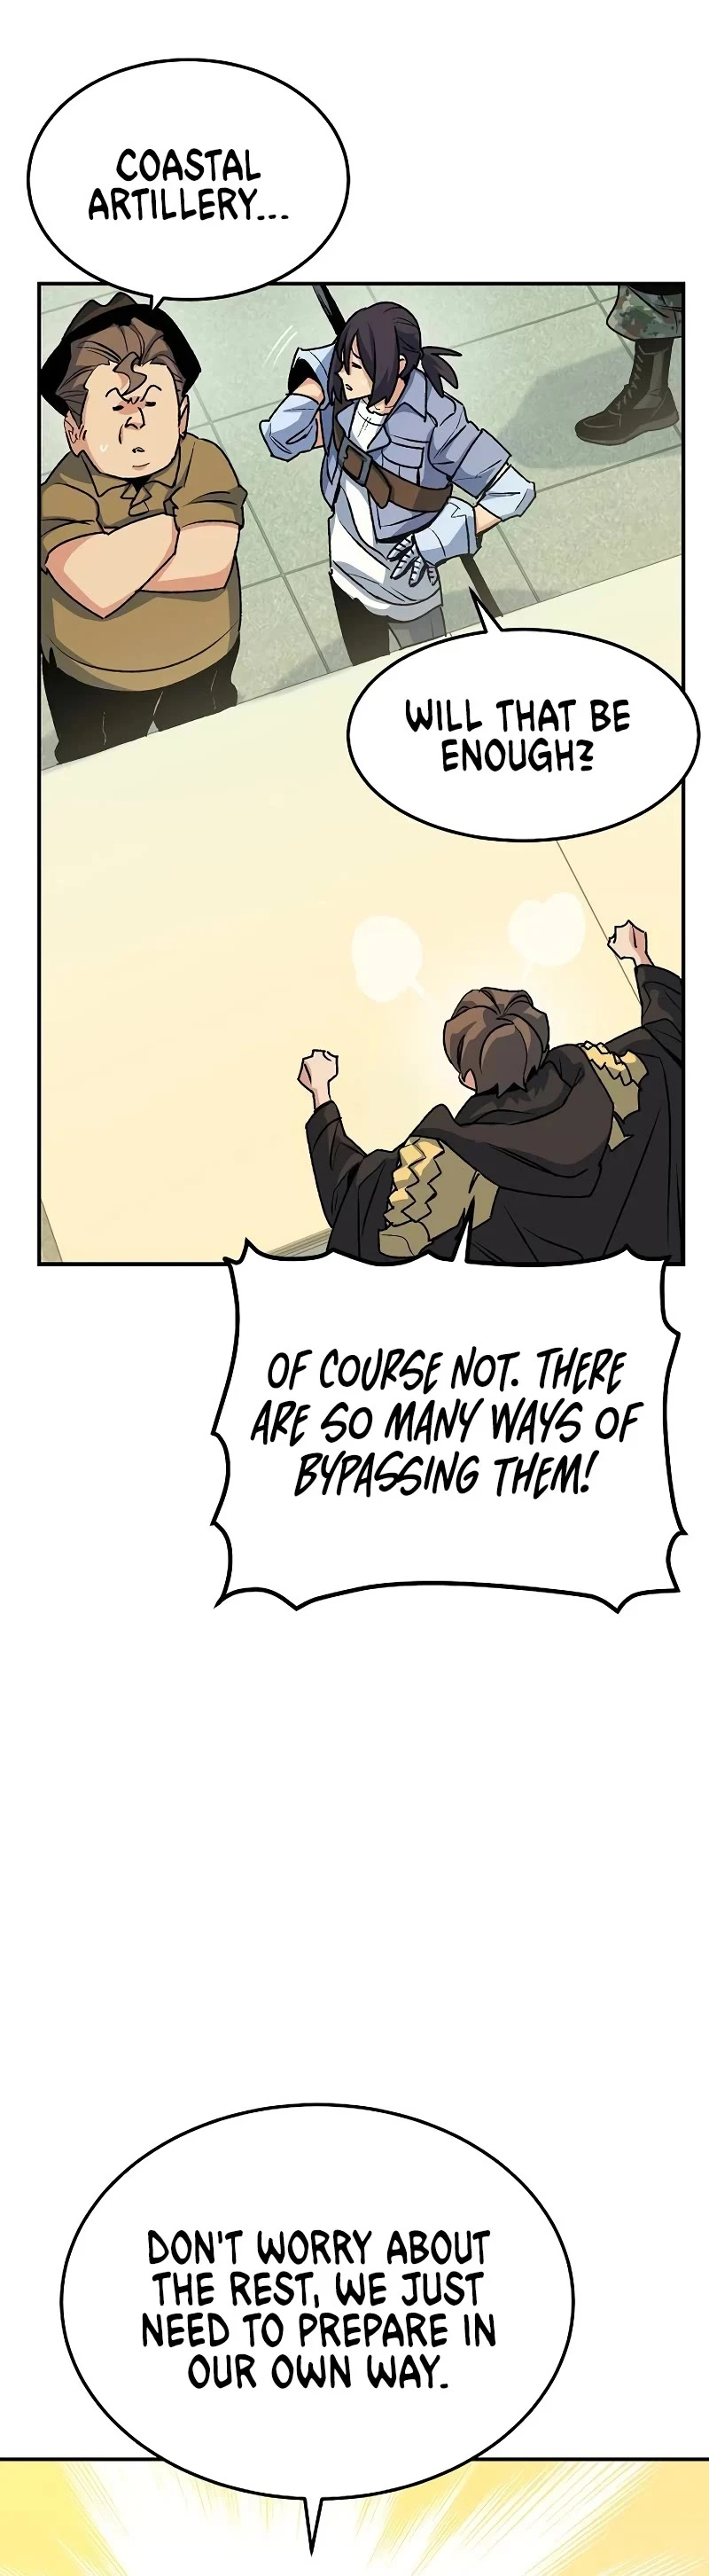 COASTAL
ARTILLERY...
WILL THAT BE
ENOUGH?
OF COURSE NOT. THERE
ARE SO MANY WAYS OF
BYPASSING THEM!
DON'T WORRY ABOUT
THE REST, WE JUST
NEED TO PREPARE IN
OUR OWN WAY.